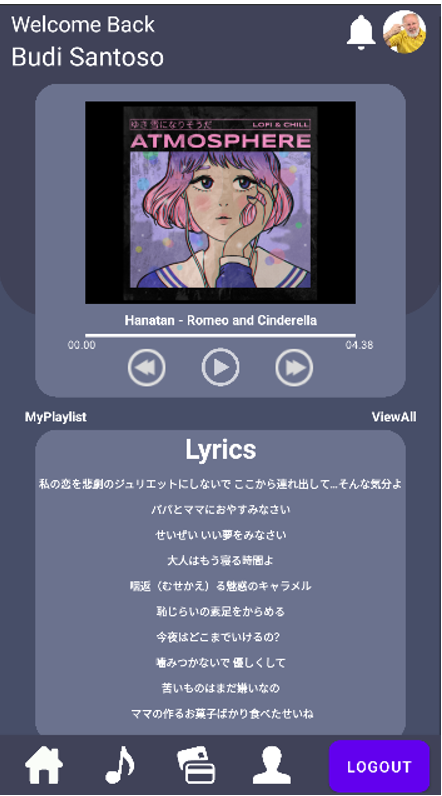 Welcome Back
Budi Santoso
ゆき 雪になりそうだ LOFI & CHILL
ATMOSPHERE
Hanatan - Romeo and Cinderella
00.00 04.38
MyPlaylist ViewAll
Lyrics
私の恋を悲劇のジュリエットにしないで ここから連れ出して…そんな気分よ
パパとママにおやすみなさい
せいぜい いい夢をみなさい
大人はもう寝る時間よ
咽返（むせかえ）る魅惑のキャラメル
恥じらいの素足をからめる
今夜はどこまでいけるの?
噛みつかないで 優しくして
苦いものはまだ嫌いなの
ママの作るお菓子ばかり食べたせいね
LOGOUT